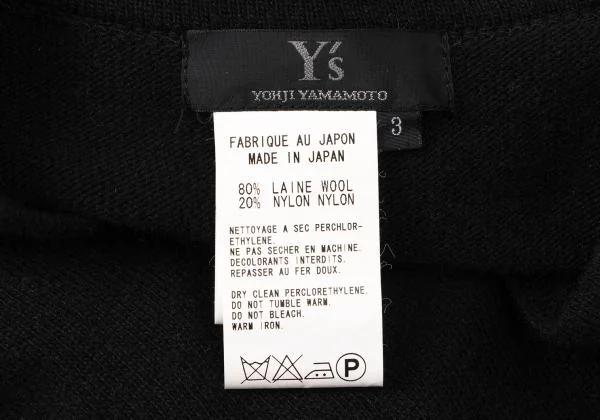 Y's
YOHJI YAMAMOTO
3
FABRIQUE AU JAPON
MADE IN JAPAN
80% LAINE WOOL
20% NYLON NYLON
NETTOYAGE A SEC PERCHLOR-
ETHYLENE.
NE PAS SECHER EN MACHINE.
DECOLORANTS INTERDITS.
REPASSER AU FER DOUX.
DRY CLEAN PERCLORETHYLENE.
DO NOT TUMBLE WARM.
DO NOT BLEACH.
WARM IRON.
P